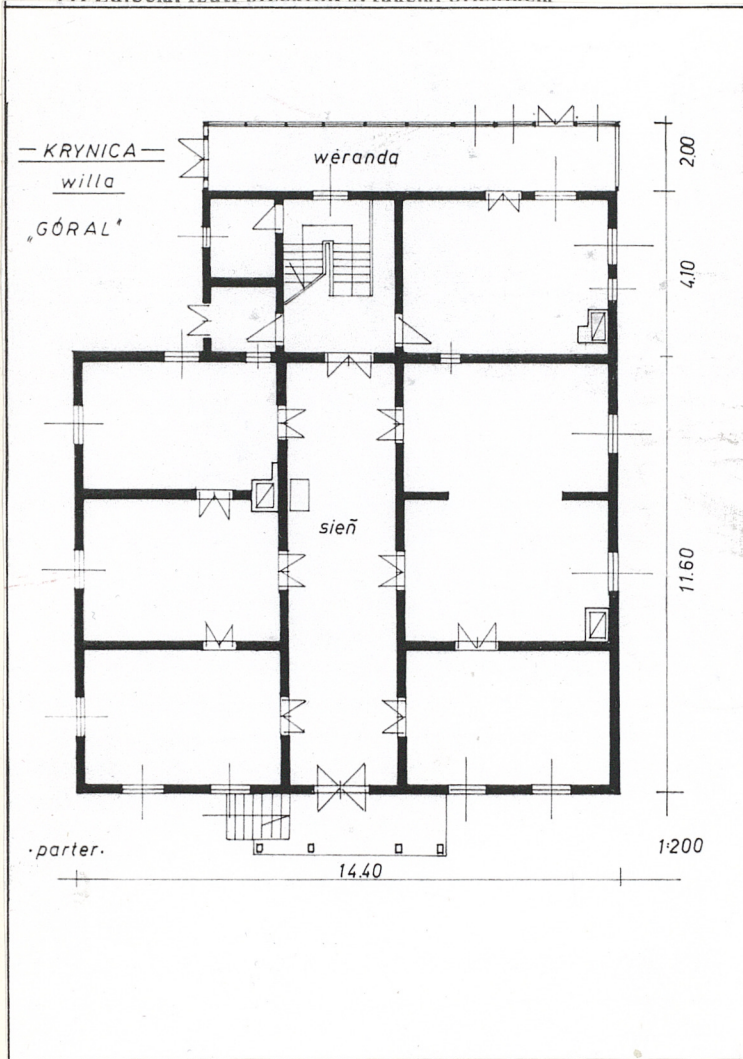 — KRYNICA —
willa
„GÓRAL"
weranda
2.00
4.10
sień
11.60
·parter·
1:200
14.40